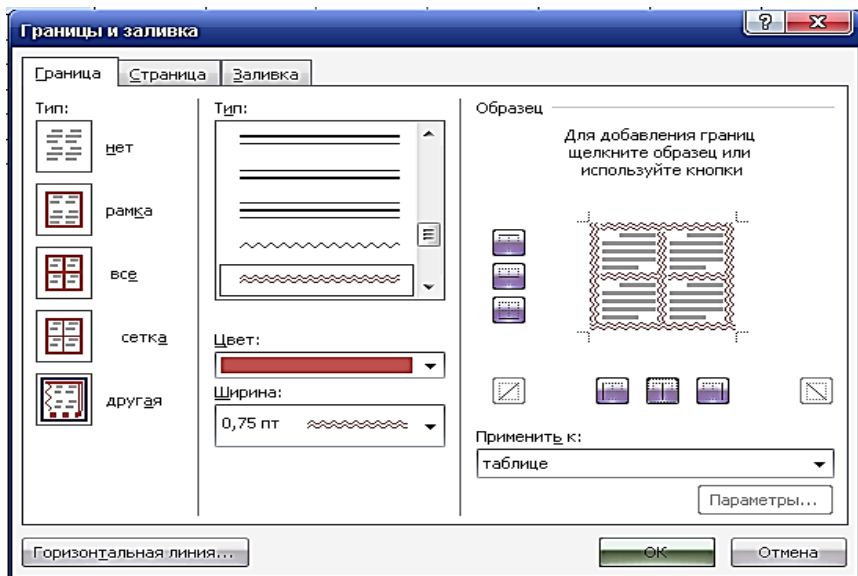 Границы и заливка
Граница
Страница
Заливка
Тип:
нет
рамка
все
сетка
другая
Тип:
Цвет:
Ширина:
0,75 пт
Образец
Для добавления границ
щелкните образец или
используйте кнопки
Применить к:
таблице
Параметры...
Горизонтальная линия...
ОК
Отмена